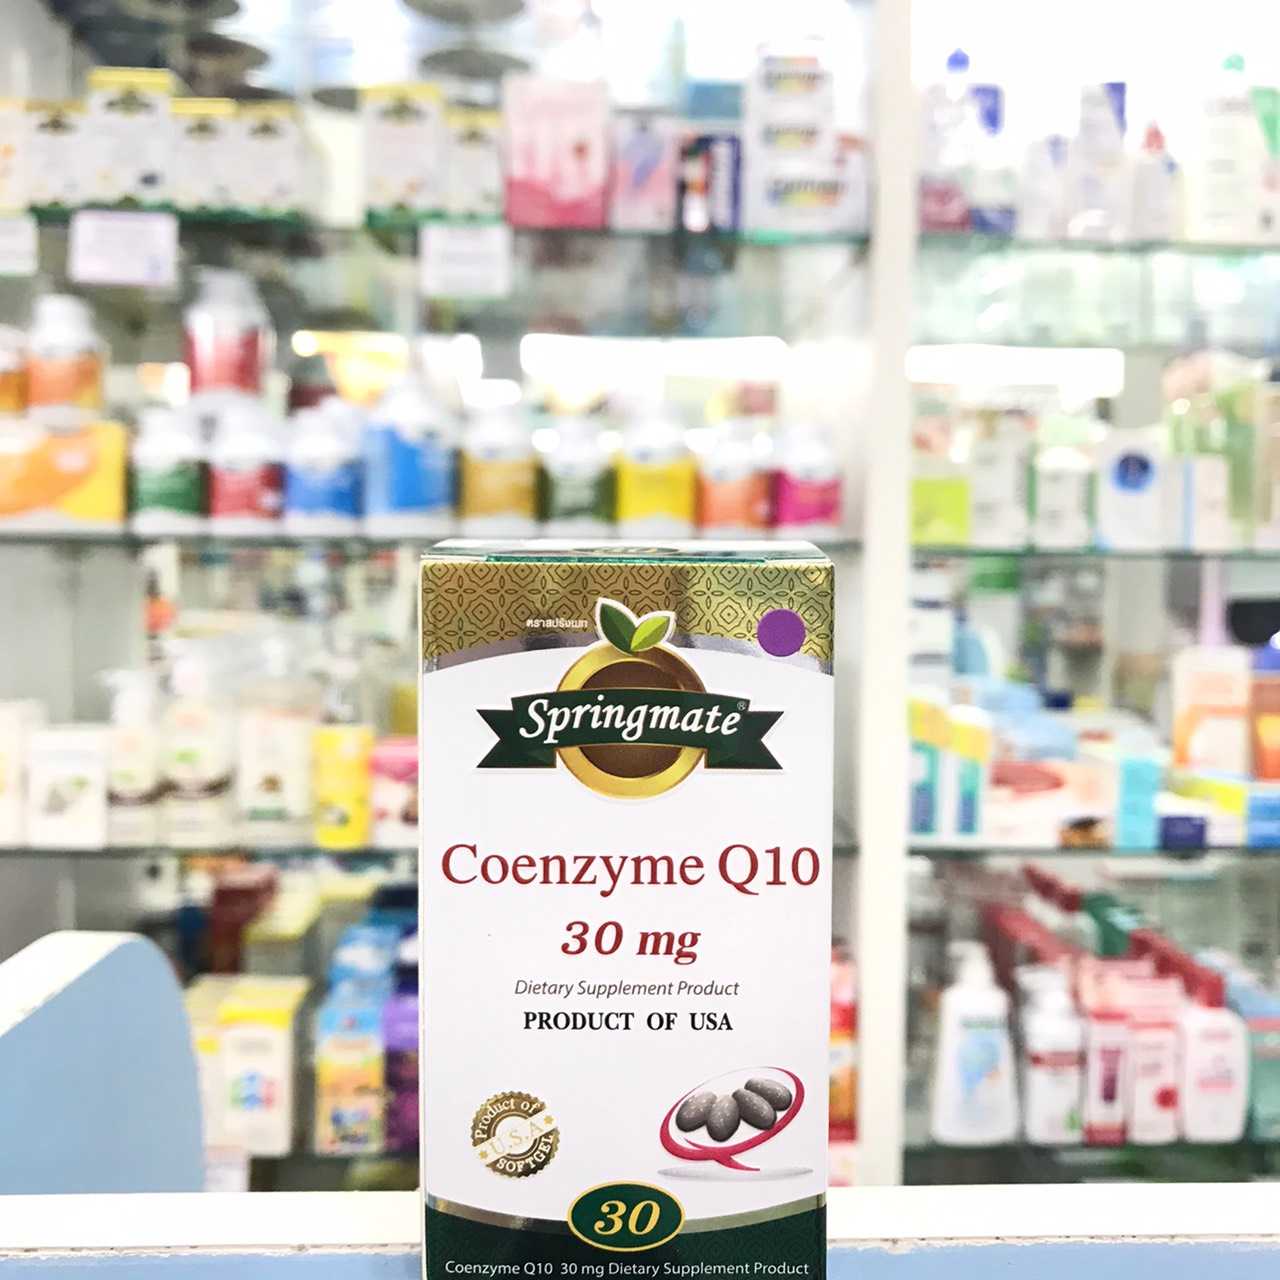 30
ตราสปริงเมท
Springmate®
Coenzyme Q10
30 mg
Dietary Supplement Product
PRODUCT OF USA
Product of
U.S.A
SOFTGEL
30
Coenzyme Q10 30 mg Dietary Supplement Product